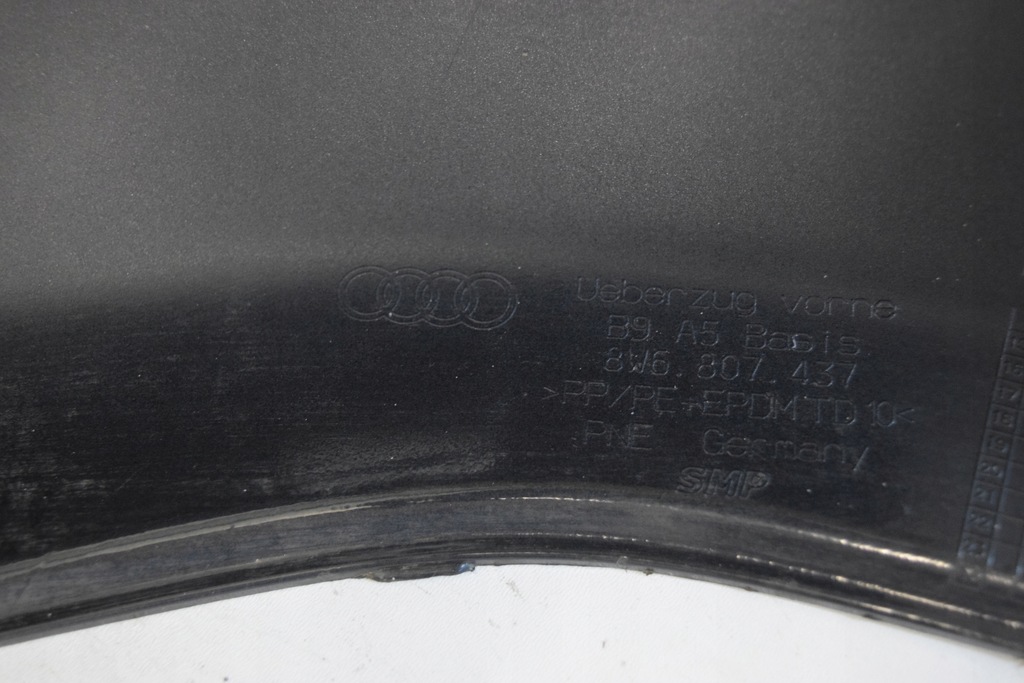 Ueberzug vorne
B9 A5 Basis
8W6.807.437
>PP/PE+EPDM TD 10<
PNE Germany
SMP